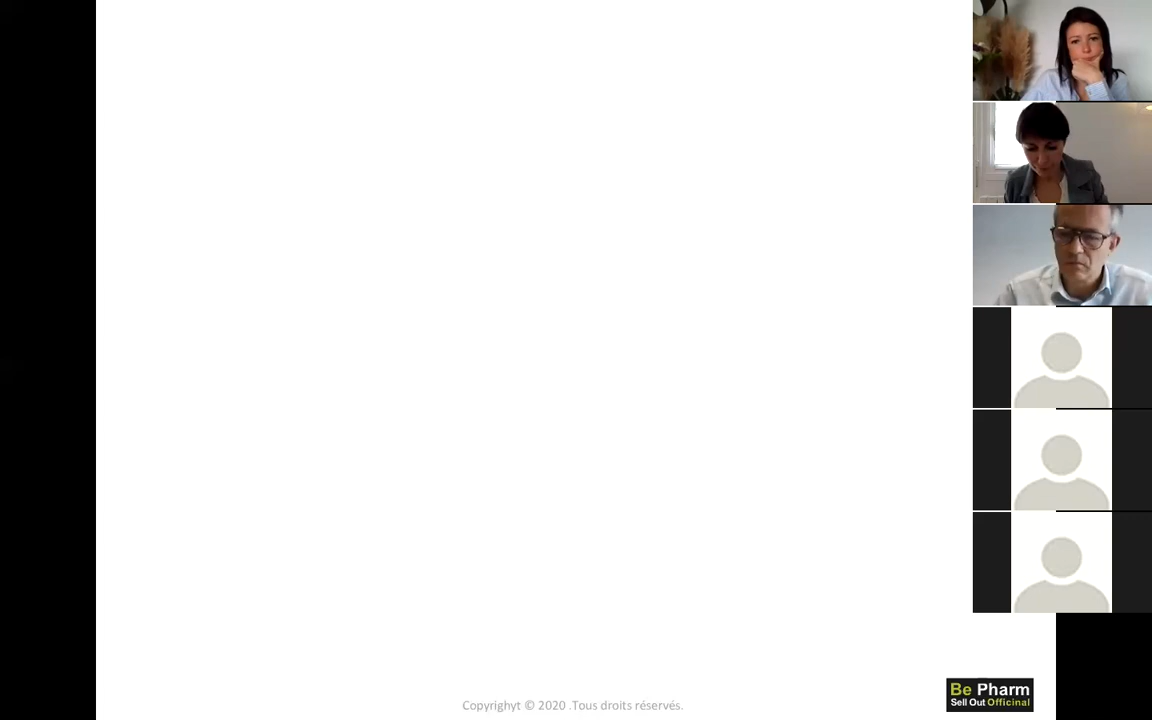 Be Pharm
Sell Out Officinal
Copyrighyt © 2020 .Tous droits réservés.